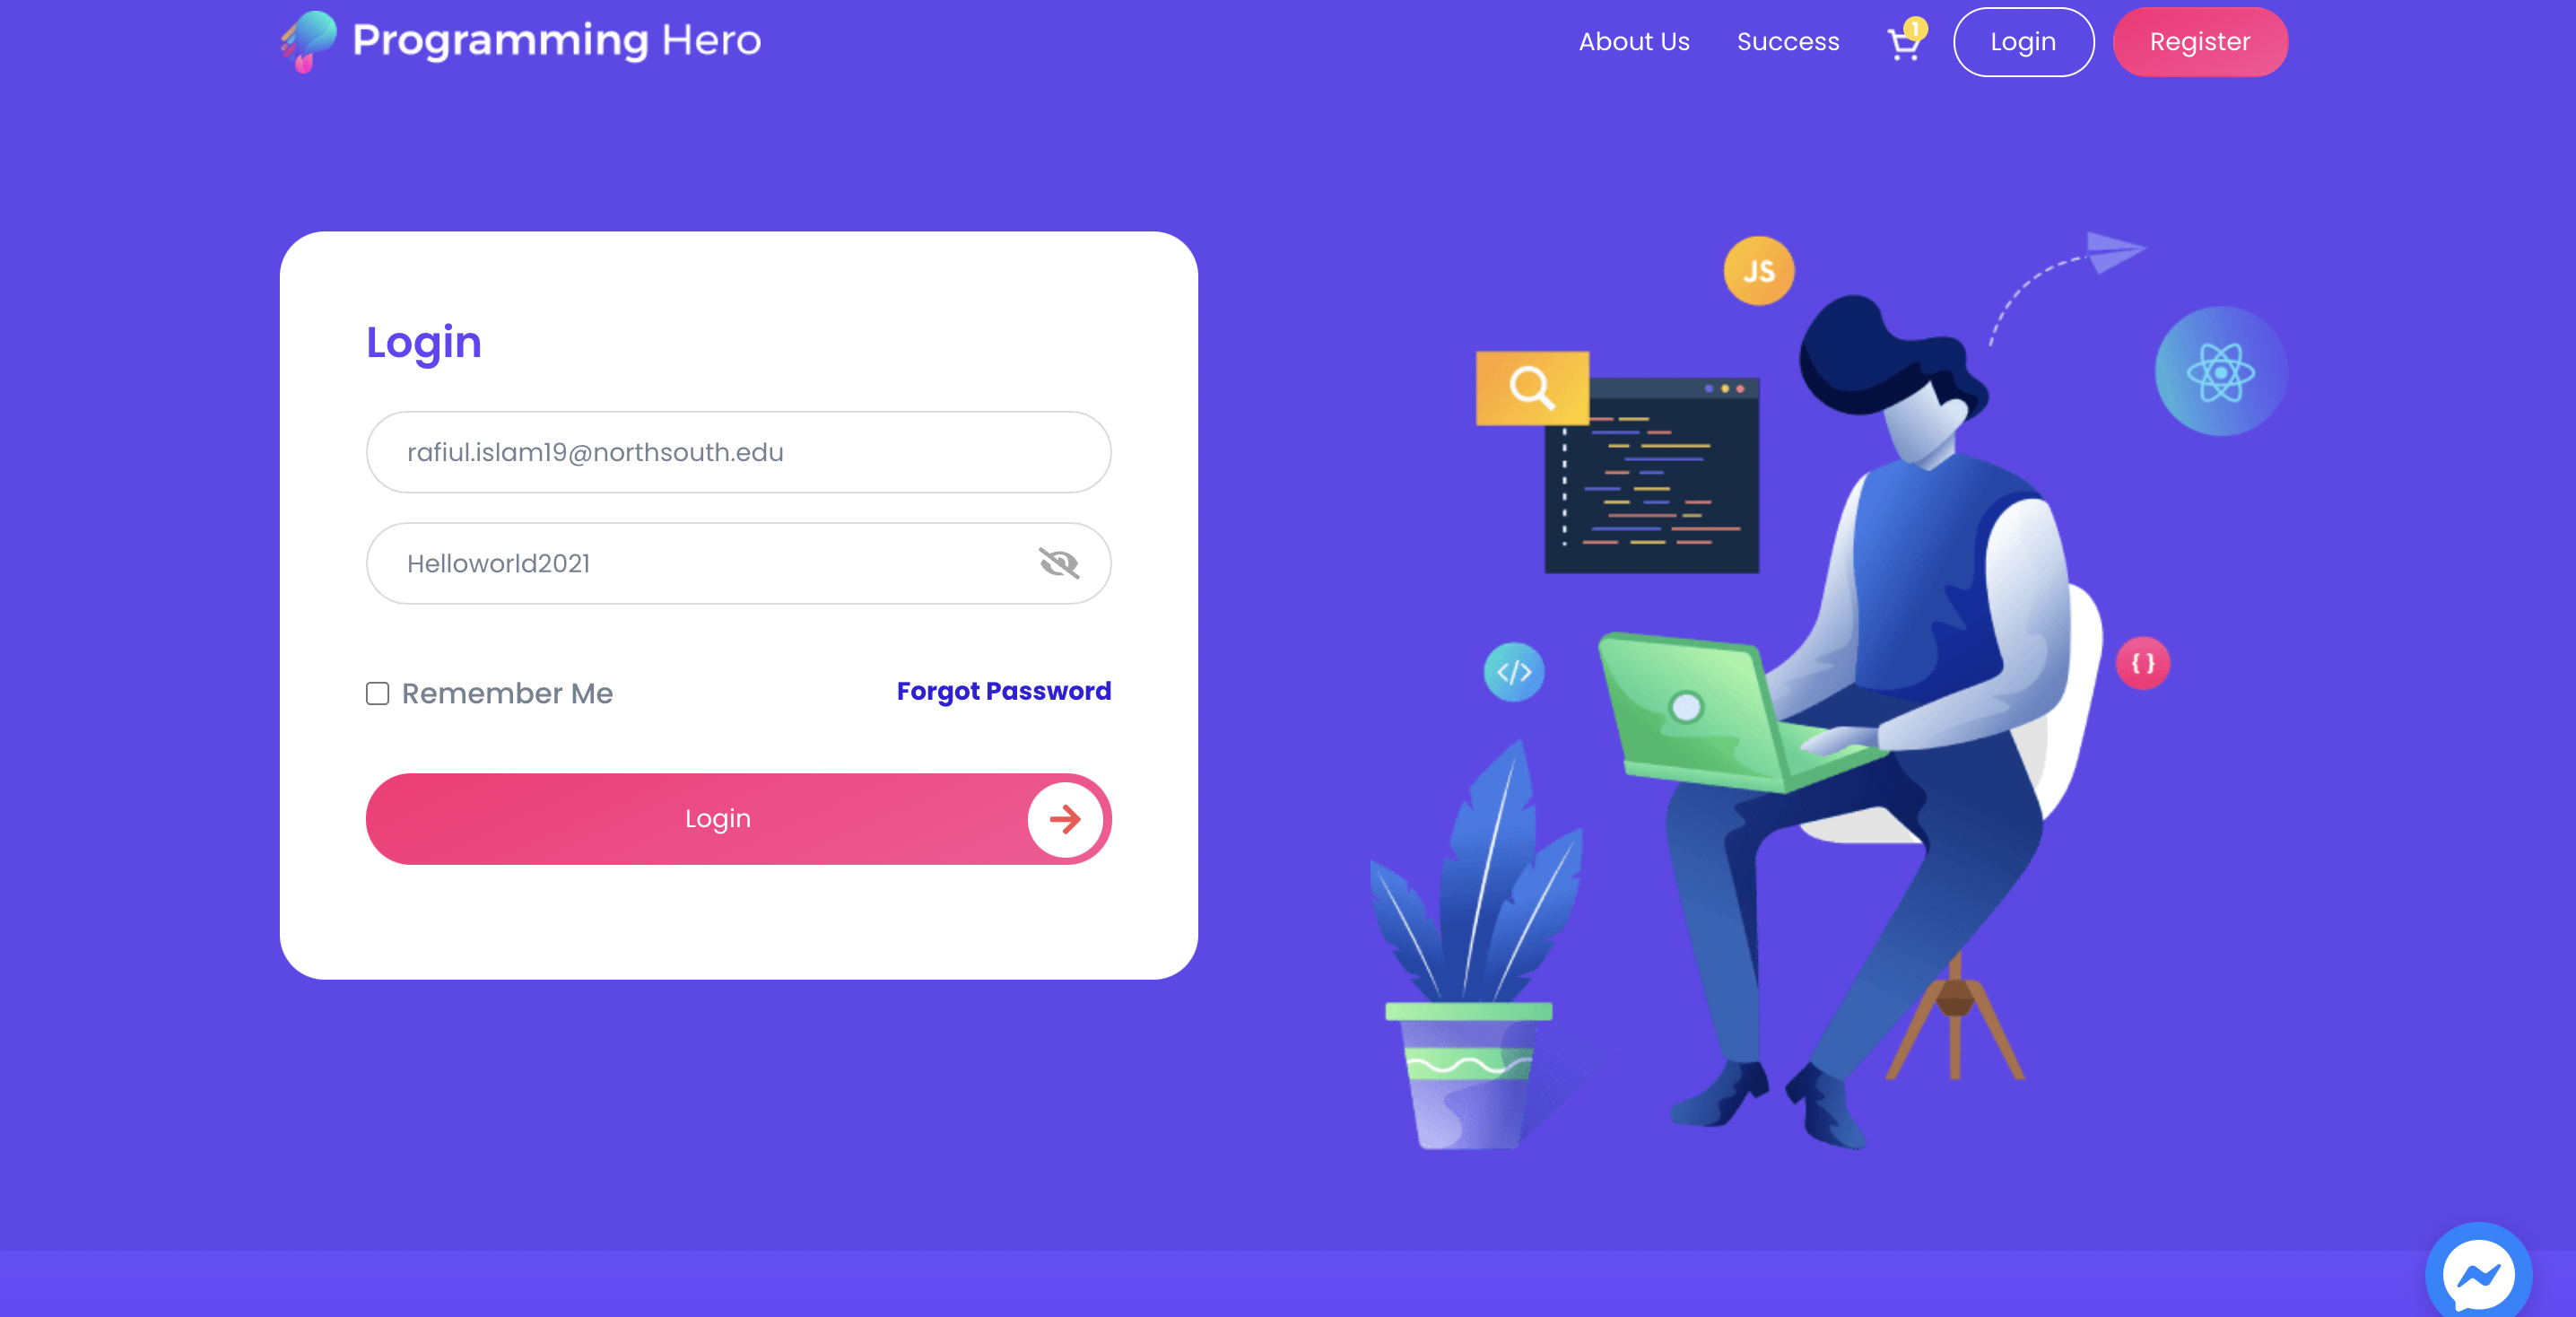 Programming Hero
About Us
Success
1
Login
Register
Login
rafiul.islam19@northsouth.edu
Helloworld2021
Remember Me
Forgot Password
Login
JS
</>
{ }